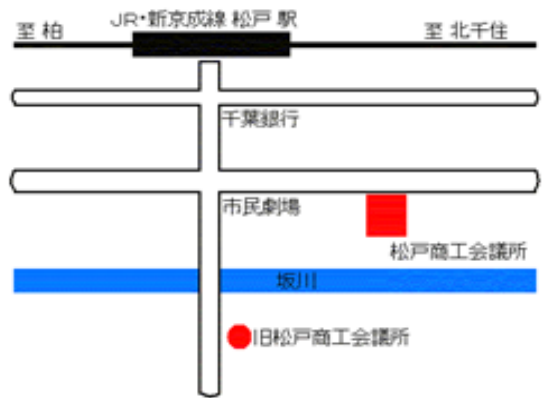 JR・新京成線 松戸 駅
至 柏
至 北千住
千葉銀行
市民劇場
松戸商工会議所
坂川
旧松戸商工会議所